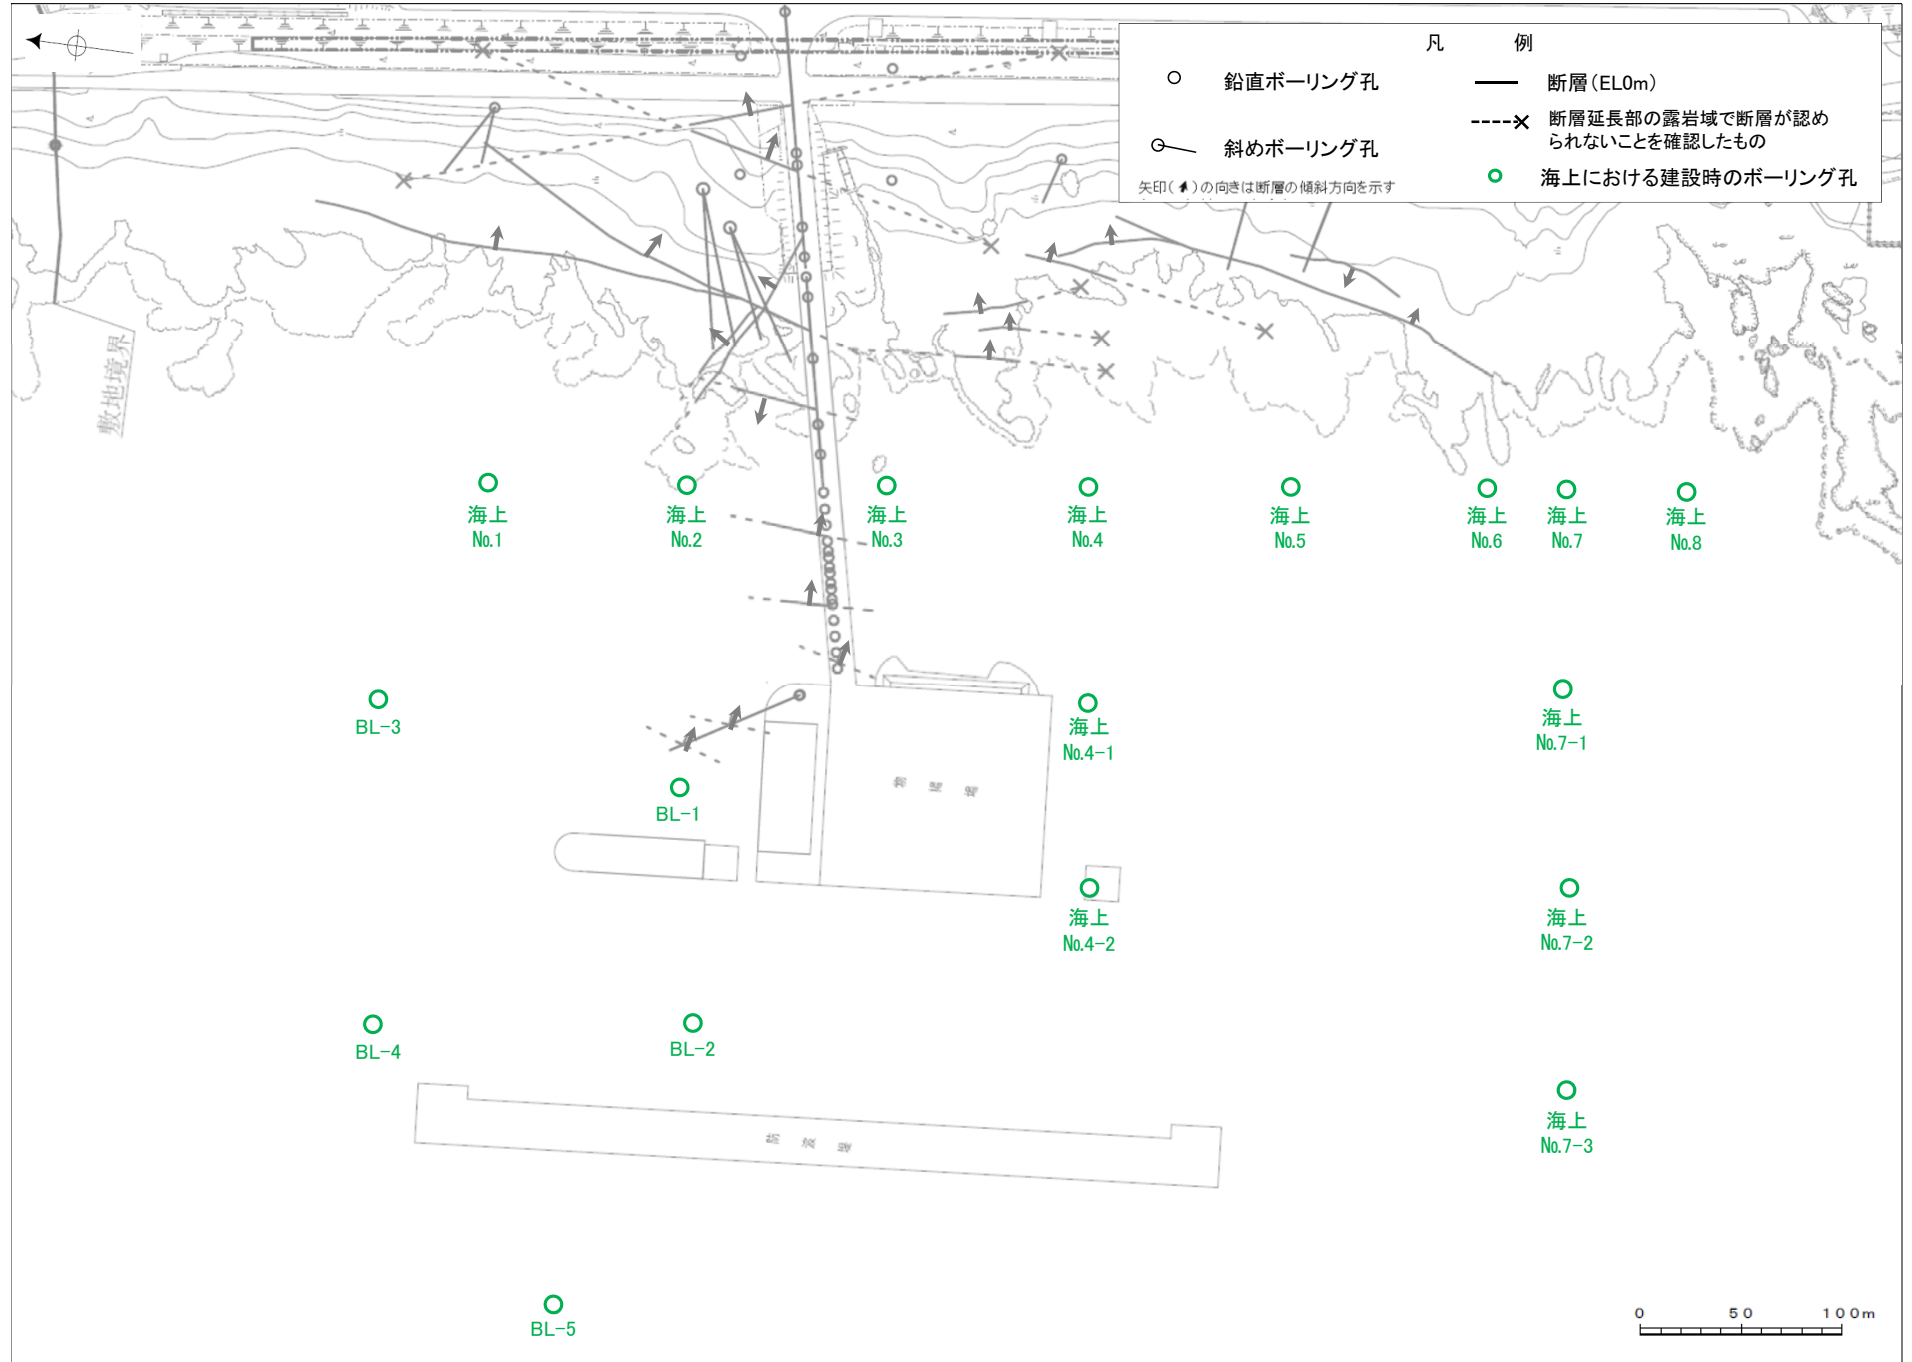 凡 例
鉛直ボーリング孔
断層(EL0m)
断層延長部の露岩域で断層が認め
られないことを確認したもの
斜めボーリング孔
海上における建設時のボーリング孔
矢印( )の向きは断層の傾斜方向を示す
敷地境界
海上
No.1
海上
No.2
海上
No.3
海上
No.4
海上
No.5
海上
No.6
海上
No.7
海上
No.8
BL-3
海上
No.4-1
海上
No.7-1
BL-1
物揚場
海上
No.4-2
海上
No.7-2
BL-4
BL-2
防波堤
海上
No.7-3
BL-5
0 50 100m